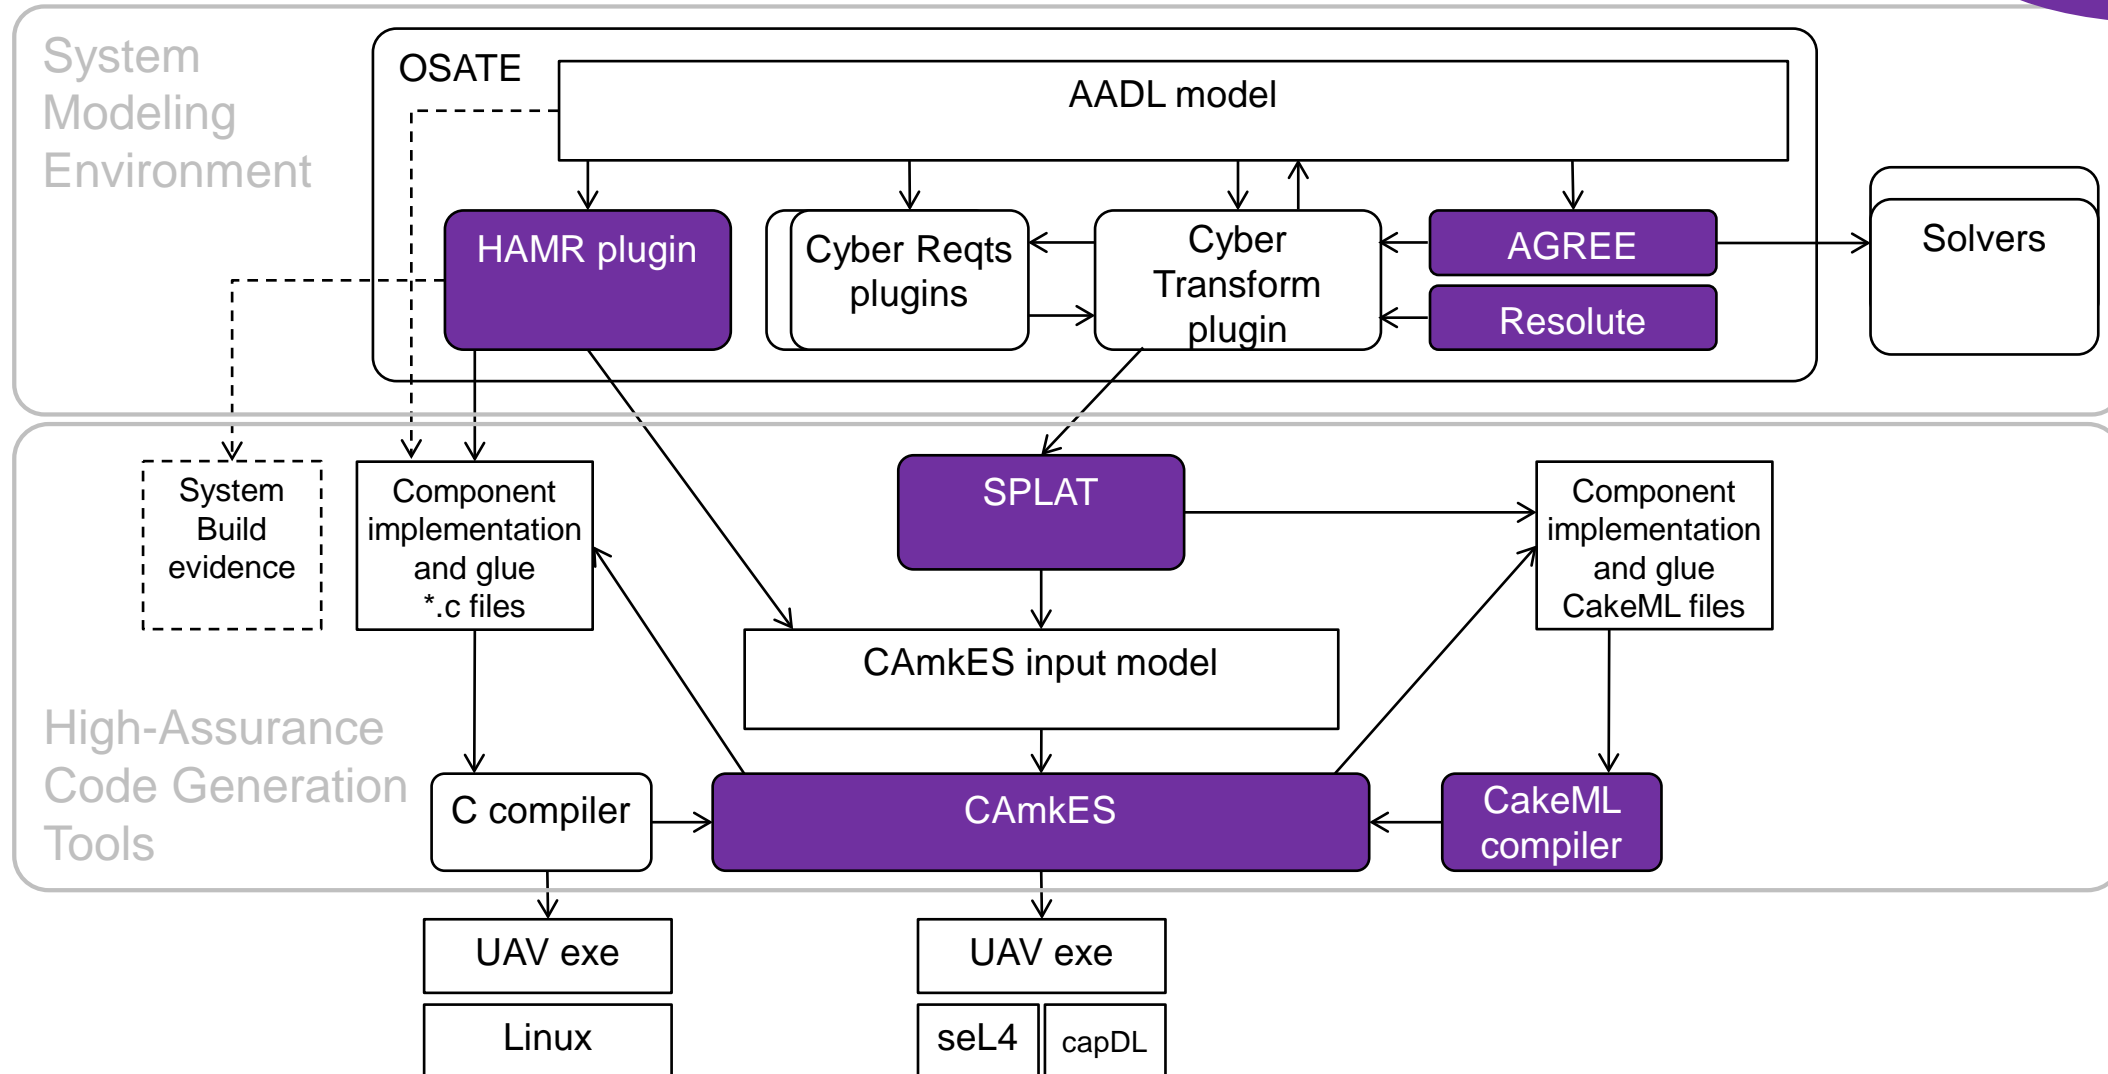 System
Modeling
Environment
OSATE
AADL model
HAMR plugin
Cyber Reqts
plugins
Cyber
Transform
plugin
AGREE
Resolute
Solvers
System
Build
evidence
Component
implementation
and glue
*.c files
SPLAT
Component
implementation
and glue
CakeML files
CAmkES input model
High-Assurance
Code Generation
Tools
C compiler
CAmkES
CakeML
compiler
UAV exe
UAV exe
Linux
seL4
capDL